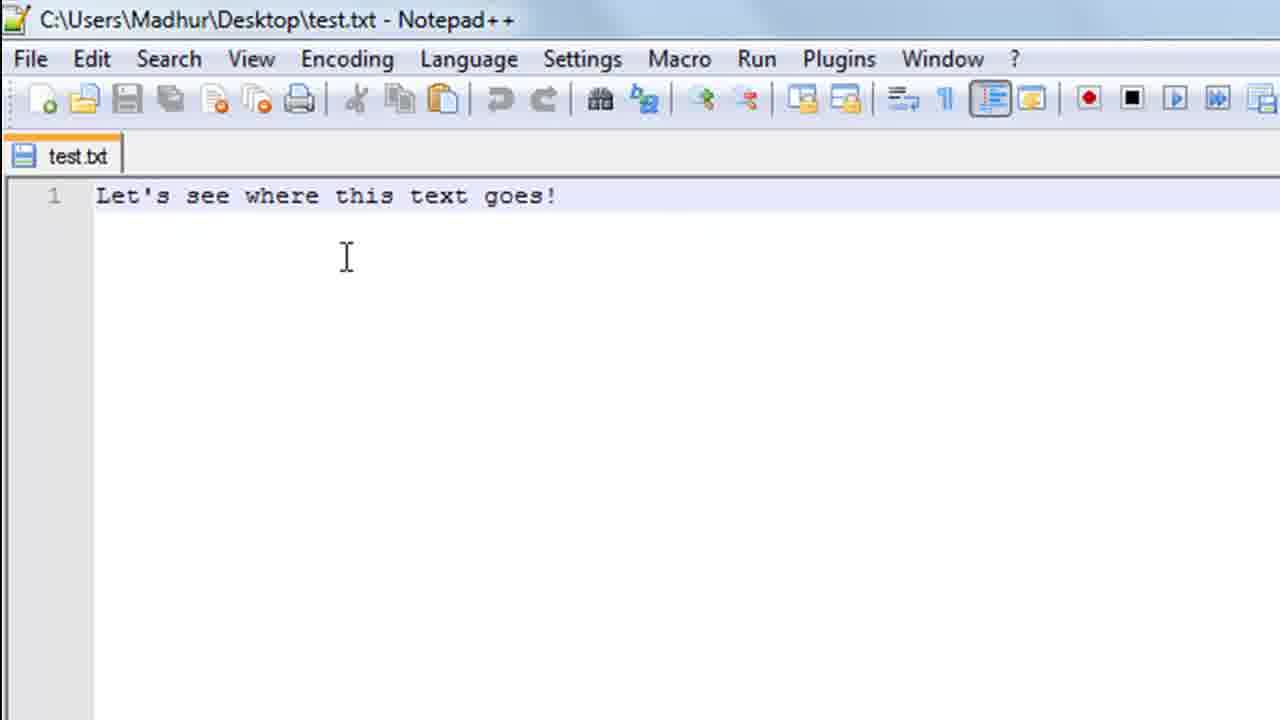 C:\Users\Madhur\Desktop\test.txt - Notepad++
File Edit Search View Encoding Language Settings Macro Run Plugins Window ?
test.txt
1 Let's see where this text goes!